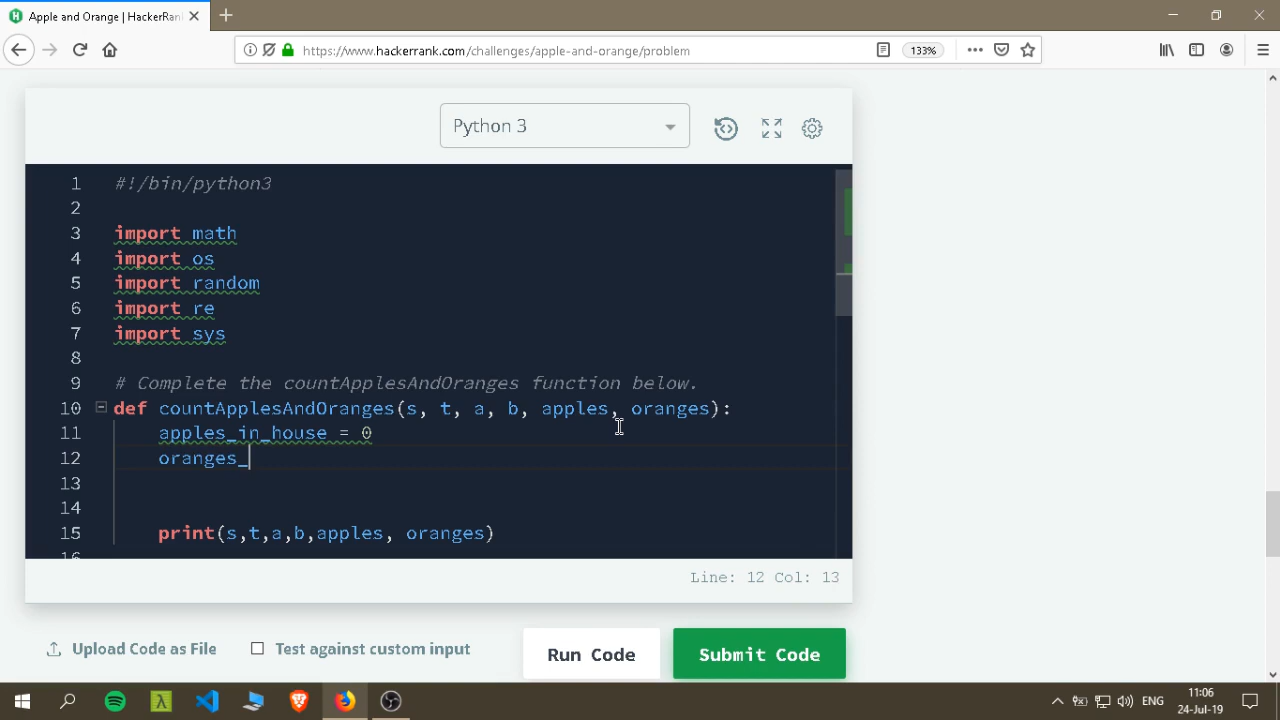 Apple and Orange | HackerRan
https://www.hackerrank.com/challenges/apple-and-orange/problem
133%
Python 3
1 #!/bin/python3
2
3 import math
4 import os
5 import random
6 import re
7 import sys
8
9 # Complete the countApplesAndOranges function below.
10 def countApplesAndOranges(s, t, a, b, apples, oranges):
11 apples_in_house = 0
12 oranges_
13
14
15 print(s,t,a,b,apples, oranges)
16
Line: 12 Col: 13
Upload Code as File
Test against custom input
Run Code
Submit Code
ENG
11:06
24-Jul-19